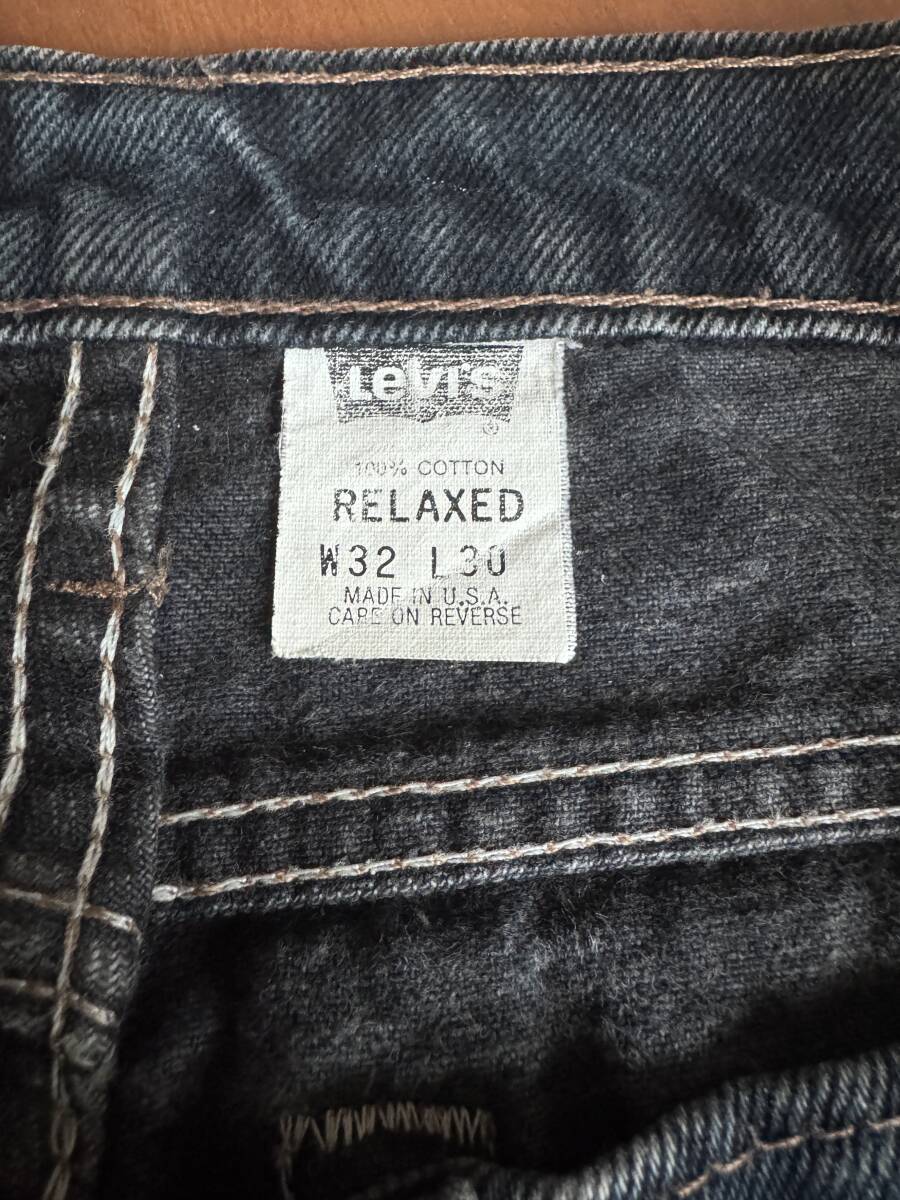 Levi's
®
100% COTTON
RELAXED
W32 L30
MADE IN U.S.A.
CARE ON REVERSE